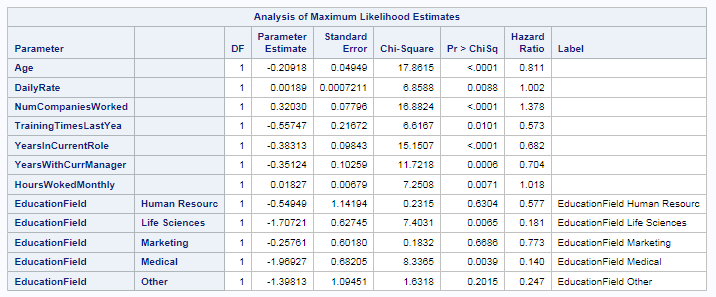 Analysis of Maximum Likelihood Estimates
Parameter DF Parameter Estimate Standard Error Chi-Square Pr > ChiSq Hazard Ratio Label
Age 1 -0.20918 0.04949 17.8615 <.0001 0.811
DailyRate 1 0.00189 0.0007211 6.8588 0.0088 1.002
NumCompaniesWorked 1 0.32030 0.07796 16.8824 <.0001 1.378
TrainingTimesLastYea 1 -0.55747 0.21672 6.6167 0.0101 0.573
YearsInCurrentRole 1 -0.38313 0.09843 15.1507 <.0001 0.682
YearsWithCurrManager 1 -0.35124 0.10259 11.7218 0.0006 0.704
HoursWokedMonthly 1 0.01827 0.00679 7.2508 0.0071 1.018
EducationField Human Resourc 1 -0.54949 1.14194 0.2315 0.6304 0.577 EducationField Human Resourc
EducationField Life Sciences 1 -1.70721 0.62745 7.4031 0.0065 0.181 EducationField Life Sciences
EducationField Marketing 1 -0.25761 0.60180 0.1832 0.6686 0.773 EducationField Marketing
EducationField Medical 1 -1.96927 0.68205 8.3365 0.0039 0.140 EducationField Medical
EducationField Other 1 -1.39813 1.09451 1.6318 0.2015 0.247 EducationField Other